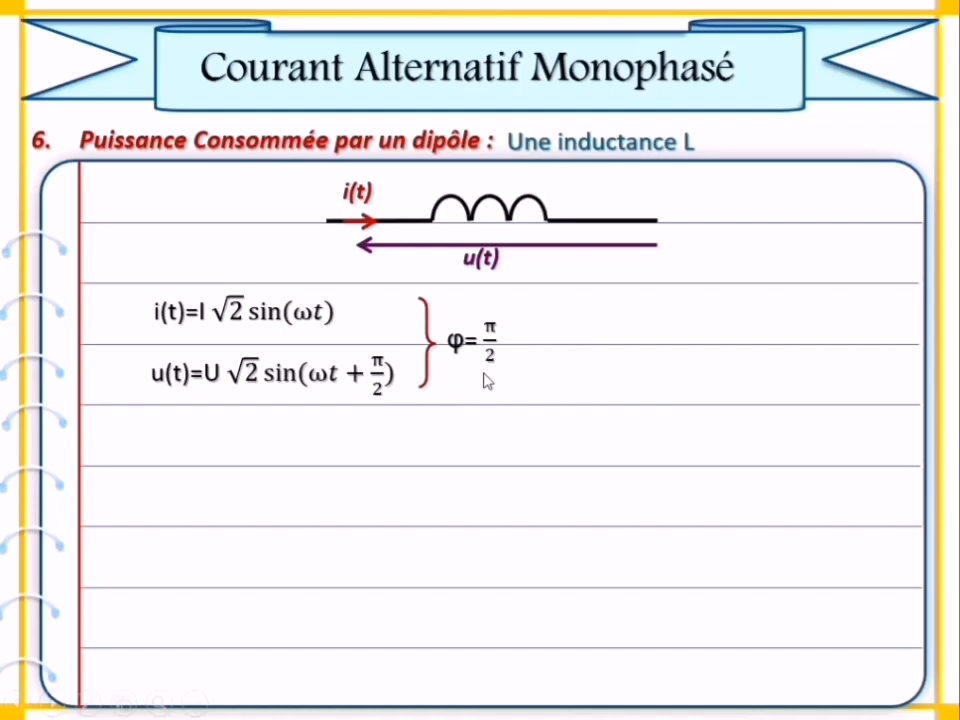 Courant Alternatif Monophasé
6. Puissance Consommée par un dipôle : Une inductance L
i(t)
u(t)
i(t)=I √2 sin(ωt)
φ= π/2
u(t)=U √2 sin(ωt + π/2)